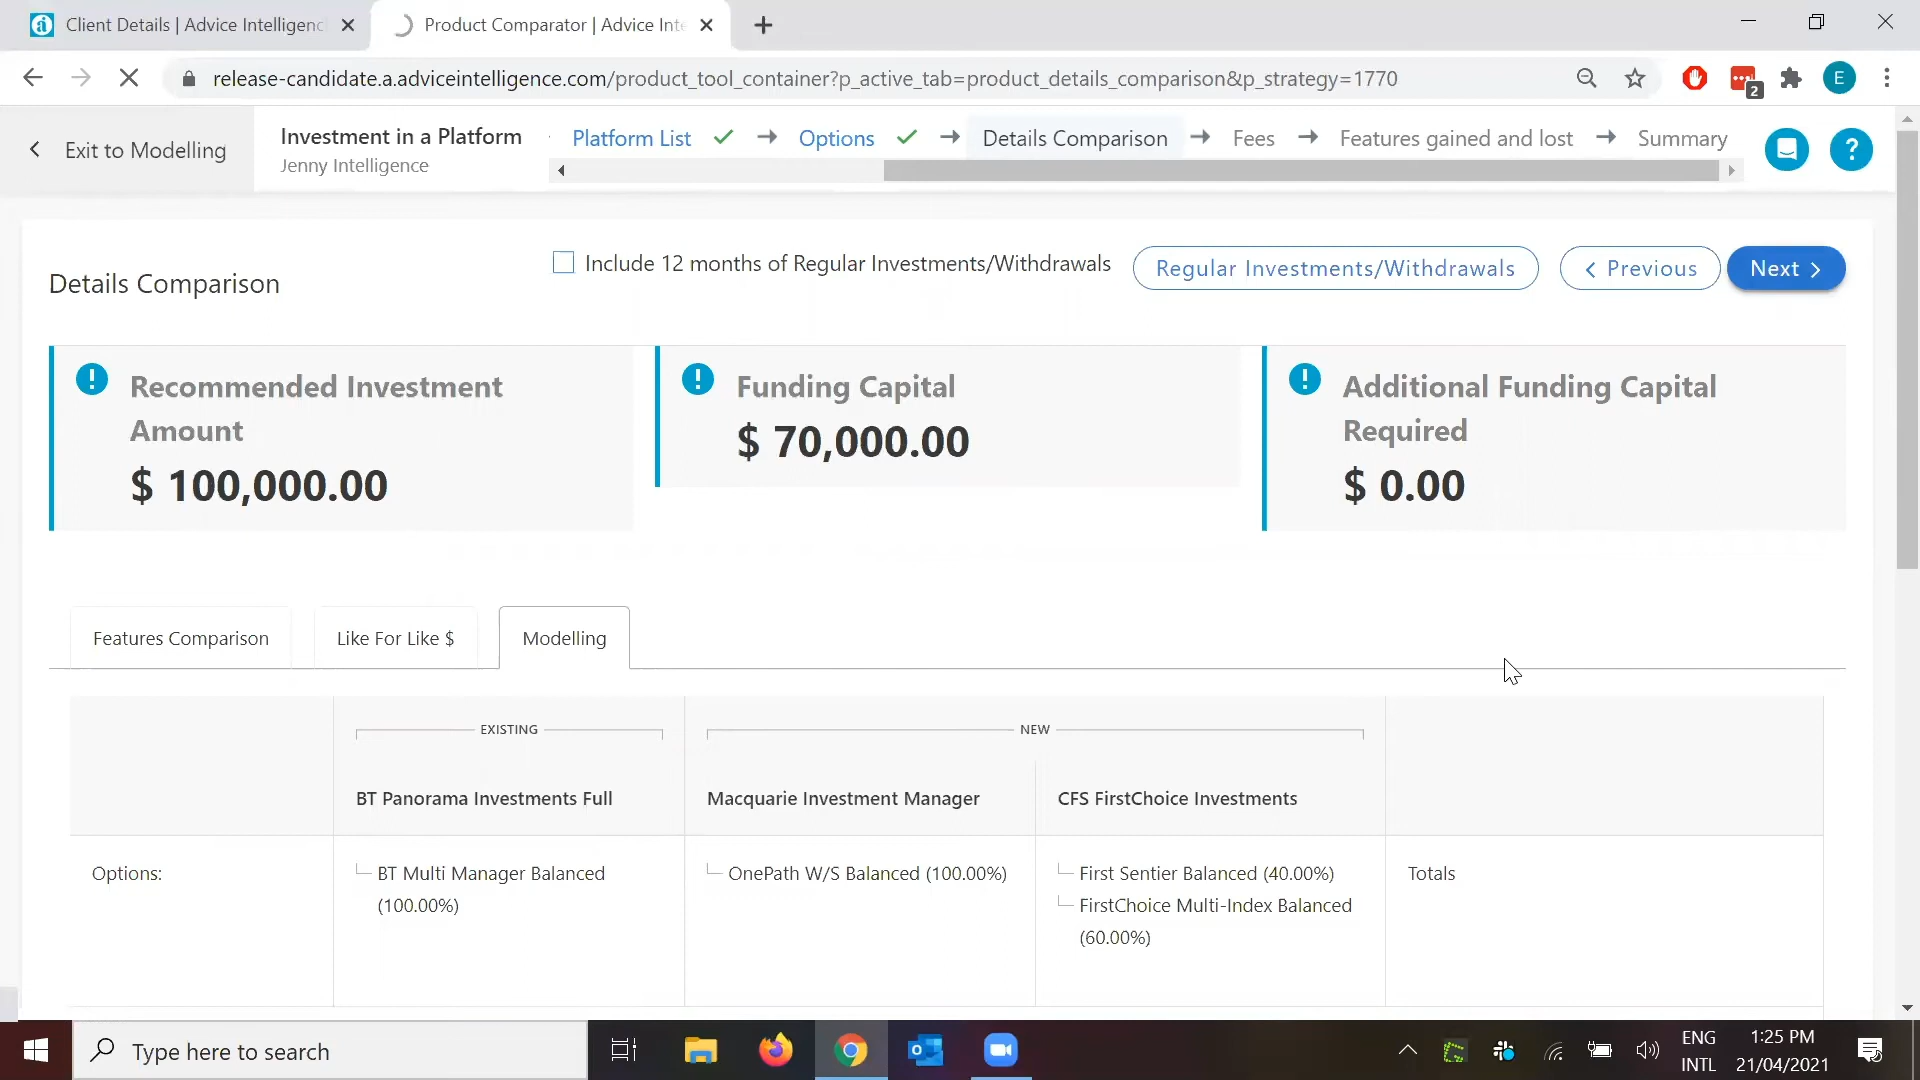 Client Details | Advice Intelligenc
Product Comparator | Advice Inte
release-candidate.a.adviceintelligence.com/product_tool_container?p_active_tab=product_details_comparison&p_strategy=1770
2
E
Exit to Modelling
Investment in a Platform
Jenny Intelligence
Platform List
Options
Details Comparison
Fees
Features gained and lost
Summary
?
Details Comparison
Include 12 months of Regular Investments/Withdrawals
Regular Investments/Withdrawals
Previous
Next
Recommended Investment
Amount
$ 100,000.00
Funding Capital
$ 70,000.00
Additional Funding Capital
Required
$ 0.00
Features Comparison
Like For Like $
Modelling
EXISTING
NEW
BT Panorama Investments Full
Macquarie Investment Manager
CFS FirstChoice Investments
Options:
BT Multi Manager Balanced
(100.00%)
OnePath W/S Balanced (100.00%)
First Sentier Balanced (40.00%)
FirstChoice Multi-Index Balanced
(60.00%)
Totals
Type here to search
ENG
INTL
1:25 PM
21/04/2021